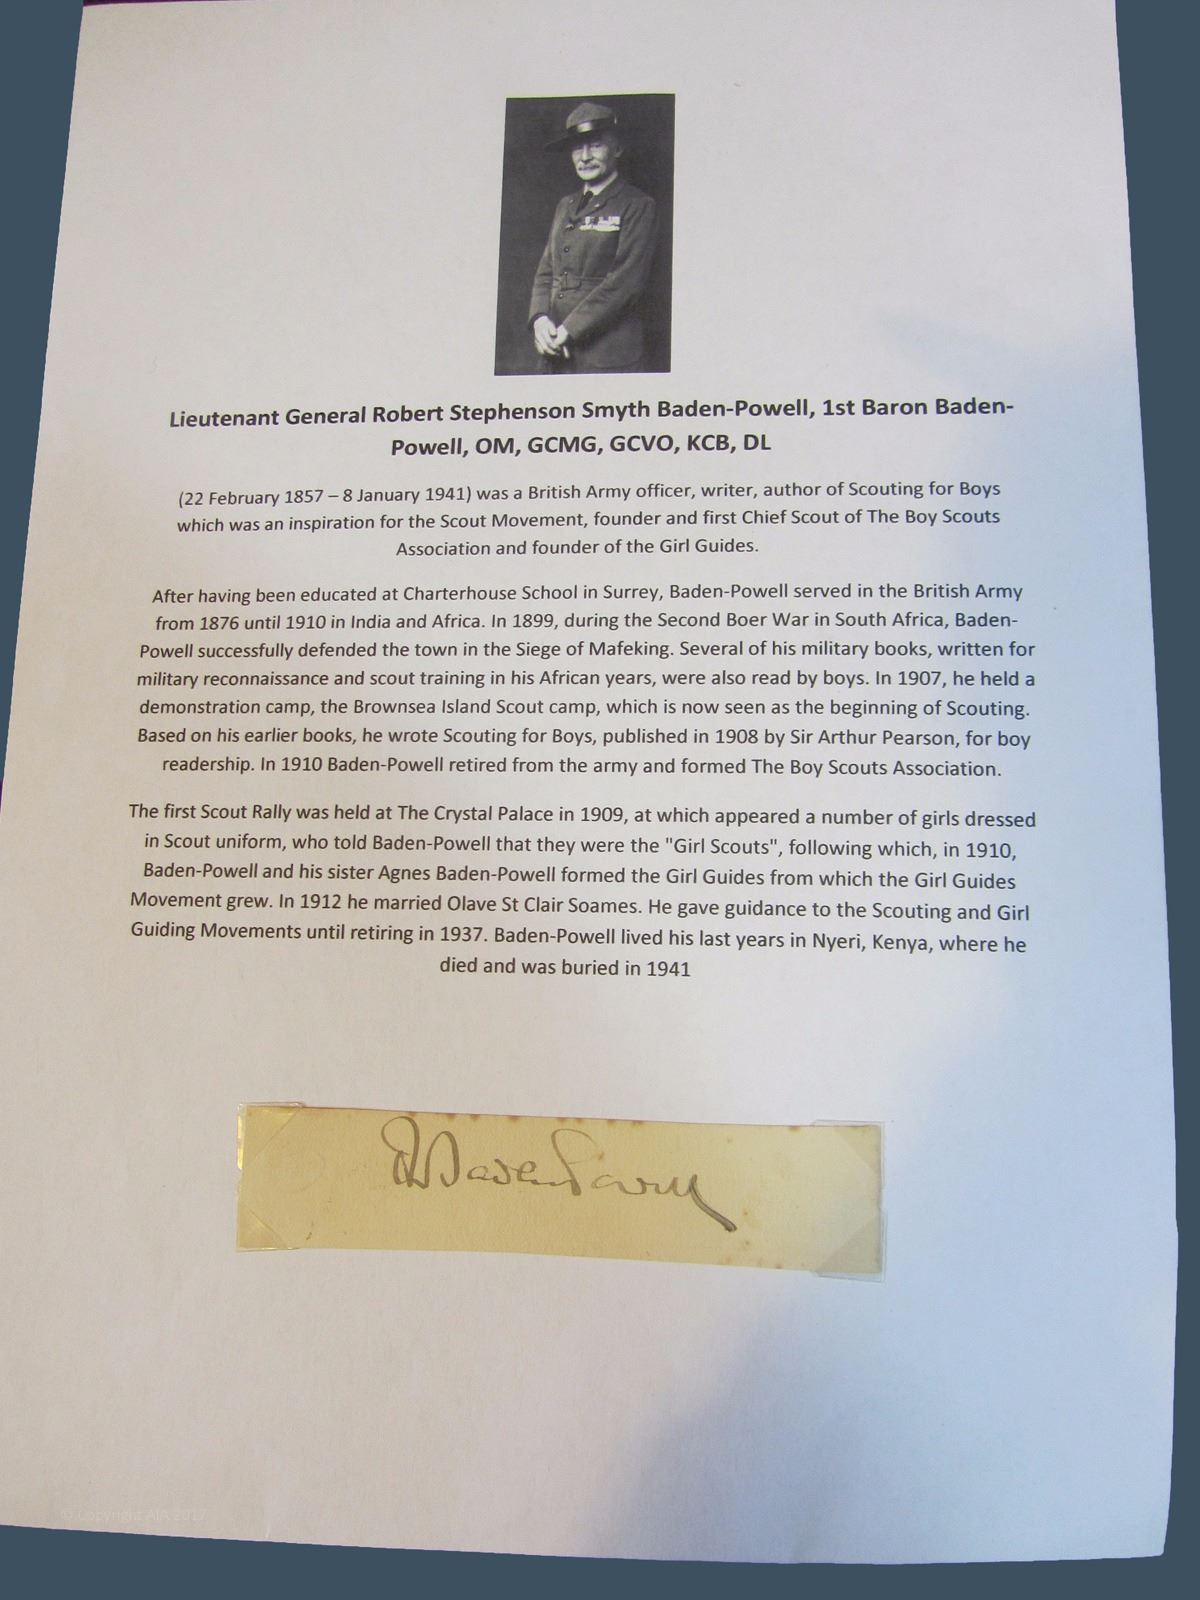 Lieutenant General Robert Stephenson Smyth Baden-Powell, 1st Baron Baden-
Powell, OM, GCMG, GCVO, KCB, DL
(22 February 1857 – 8 January 1941) was a British Army officer, writer, author of Scouting for Boys
which was an inspiration for the Scout Movement, founder and first Chief Scout of The Boy Scouts
Association and founder of the Girl Guides.
After having been educated at Charterhouse School in Surrey, Baden-Powell served in the British Army
from 1876 until 1910 in India and Africa. In 1899, during the Second Boer War in South Africa, Baden-
Powell successfully defended the town in the Siege of Mafeking. Several of his military books, written for
military reconnaissance and scout training in his African years, were also read by boys. In 1907, he held a
demonstration camp, the Brownsea Island Scout camp, which is now seen as the beginning of Scouting.
Based on his earlier books, he wrote Scouting for Boys, published in 1908 by Sir Arthur Pearson, for boy
readership. In 1910 Baden-Powell retired from the army and formed The Boy Scouts Association.
The first Scout Rally was held at The Crystal Palace in 1909, at which appeared a number of girls dressed
in Scout uniform, who told Baden-Powell that they were the "Girl Scouts", following which, in 1910,
Baden-Powell and his sister Agnes Baden-Powell formed the Girl Guides from which the Girl Guides
Movement grew. In 1912 he married Olave St Clair Soames. He gave guidance to the Scouting and Girl
Guiding Movements until retiring in 1937. Baden-Powell lived his last years in Nyeri, Kenya, where he
died and was buried in 1941
Baden Powell
© Copyright AIA 2017